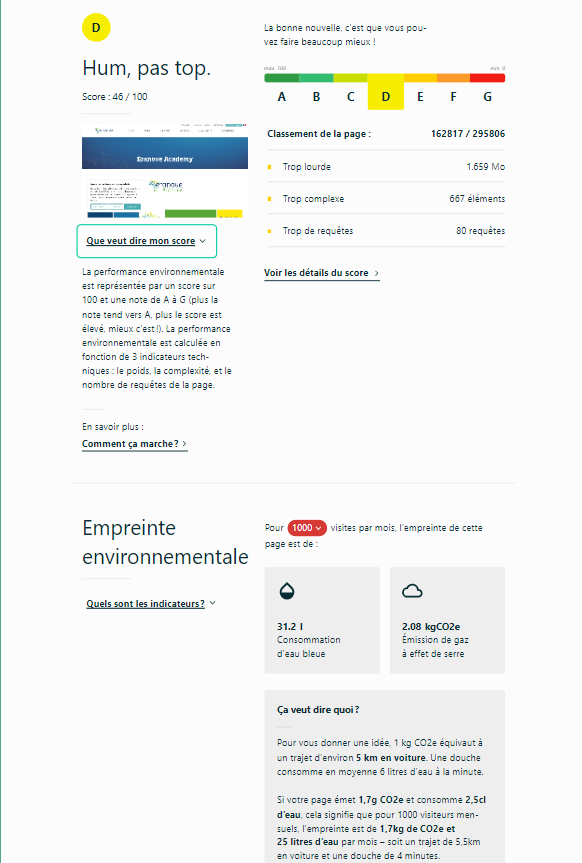 D
Hum, pas top.
Score : 46 / 100
Eranove Academy
eranove
Que veut dire mon score
La performance environnementale
est représentée par un score sur
100 et une note de A à G (plus la
note tend vers A, plus le score est
élevé, mieux c'est !). La performance
environnementale est calculée en
fonction de 3 indicateurs tech-
niques : le poids, la complexité, et le
nombre de requêtes de la page.
En savoir plus :
Comment ça marche ?
La bonne nouvelle, c'est que vous pou-
vez faire beaucoup mieux !
max 100 min 0
A B C D E F G
Classement de la page : 162817 / 295806
Trop lourde 1.659 Mo
Trop complexe 667 éléments
Trop de requêtes 80 requêtes
Voir les détails du score
Empreinte
environnementale
Quels sont les indicateurs ?
Pour 1000 visites par mois, l'empreinte de cette
page est de :
31.2 l
Consommation
d'eau bleue
2.08 kgCO2e
Émission de gaz
à effet de serre
Ça veut dire quoi ?
Pour vous donner une idée, 1 kg CO2e équivaut à
un trajet d'environ 5 km en voiture. Une douche
consomme en moyenne 6 litres d'eau à la minute.
Si votre page émet 1,7g CO2e et consomme 2,5cl
d'eau, cela signifie que pour 1000 visiteurs men-
suels, l'empreinte est de 1,7kg de CO2e et
25 litres d'eau par mois – soit un trajet de 5,5km
en voiture et une douche de 4 minutes.